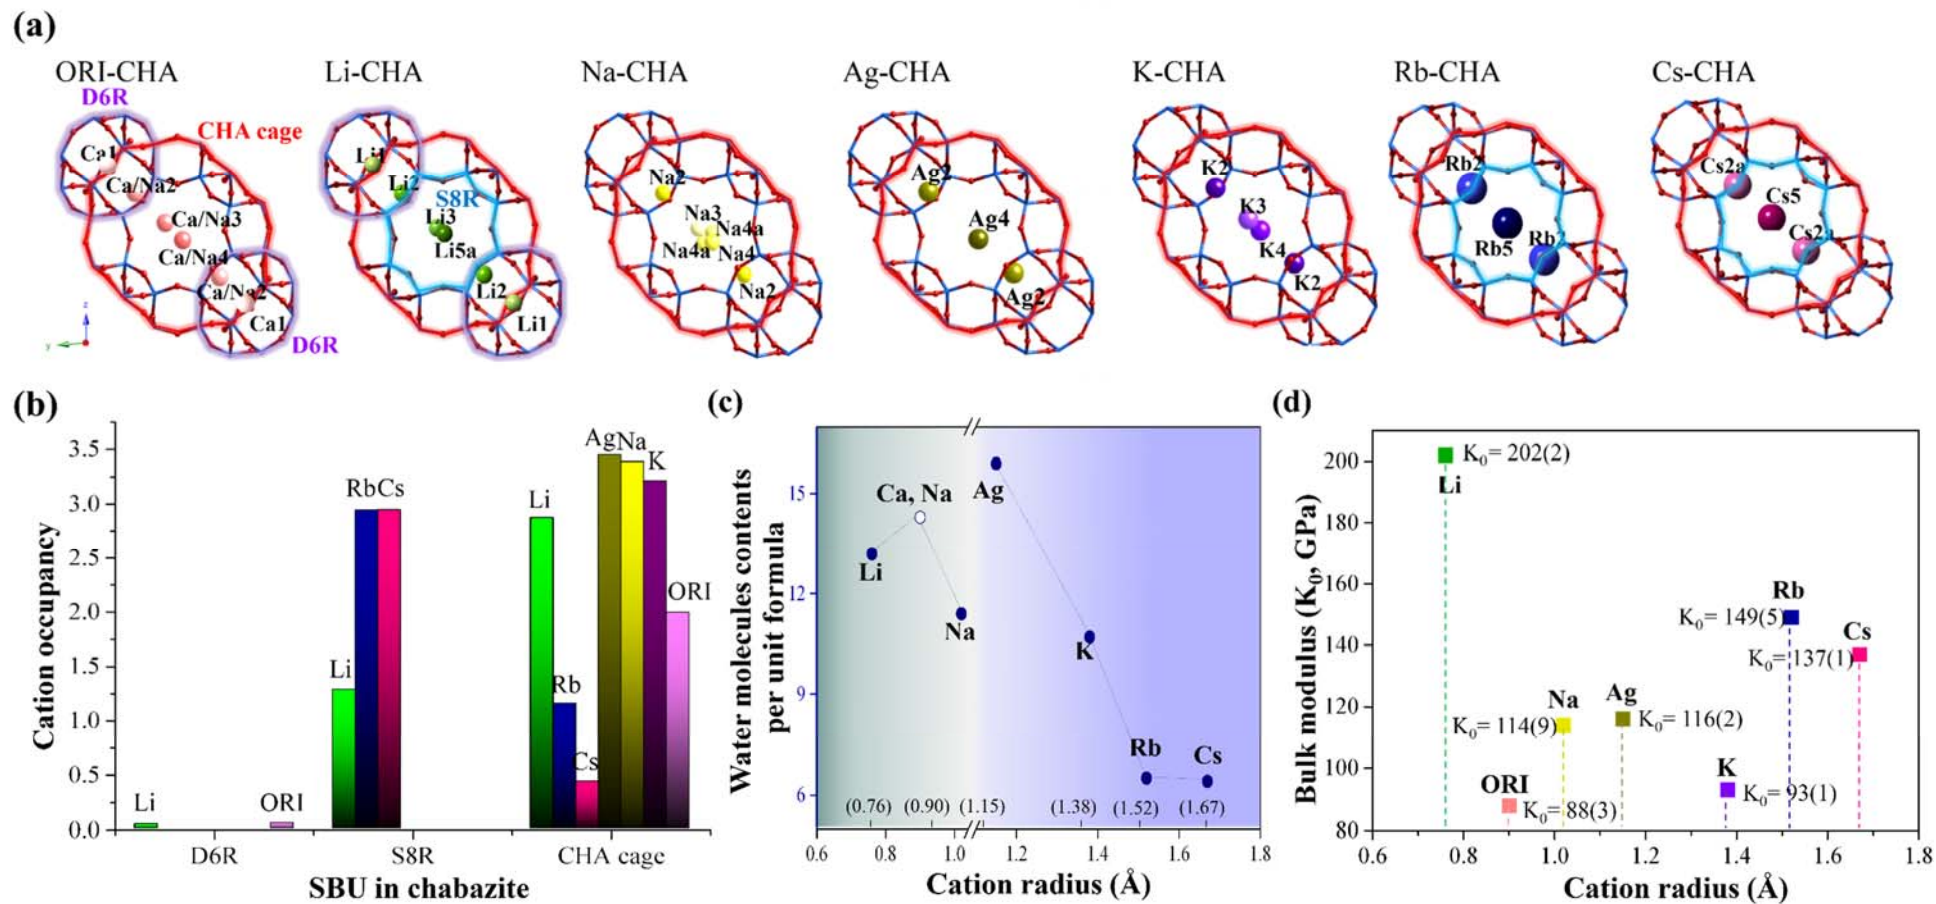 (a)
ORI-CHA
Li-CHA
Na-CHA
Ag-CHA
K-CHA
Rb-CHA
Cs-CHA
D6R
CHA cage
Ca1
Ca/Na2
Ca/Na3
Ca/Na4
Ca/Na2
Ca1
D6R
z
y
Li1
Li2
S8R
Li3
Li5a
Li2
Li1
Na2
Na3
Na4a
Na4a
Na4
Na2
Ag2
Ag4
Ag2
K2
K3
K4
K2
Rb2
Rb5
Cs2a
Cs5
Cs2a
(b)
Cation occupancy
3.5
3.0
2.5
2.0
1.5
1.0
0.5
0.0
Li
ORI
Li
Rb
Cs
Li
Rb
Cs
Ag
Na
K
ORI
D6R
S8R
CHA cage
SBU in chabazite
(c)
Water molecules contents
per unit formula
15
12
9
6
Li
Ca, Na
Na
Ag
K
Rb
Cs
(0.76)
(0.90)
(1.15)
(1.38)
(1.52)
(1.67)
0.6
0.8
1.0
1.2
1.4
1.6
1.8
Cation radius (Å)
(d)
Bulk modulus (K₀, GPa)
200
180
160
140
120
100
80
K₀= 202(2)
Li
Rb
K₀= 149(5)
Cs
K₀= 137(1)
Na
K₀= 114(9)
Ag
K₀= 116(2)
ORI
K₀= 88(3)
K
K₀= 93(1)
0.6
0.8
1.0
1.2
1.4
1.6
1.8
Cation radius (Å)